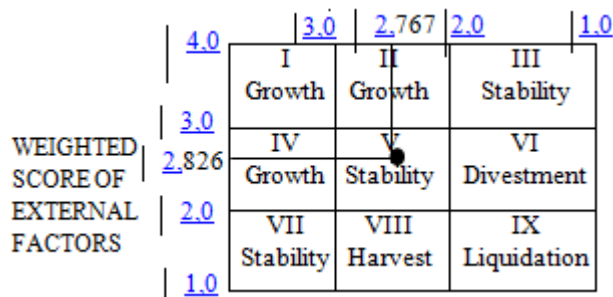 3,0 2,767 2,0 1,0
4,0
I II III
Growth Growth Stability
3,0
IV V VI
WEIGHTED
SCORE OF
EXTERNAL
FACTORS
2,826
Growth Stability Divestment
2,0
VII VIII IX
Stability Harvest Liquidation
1,0